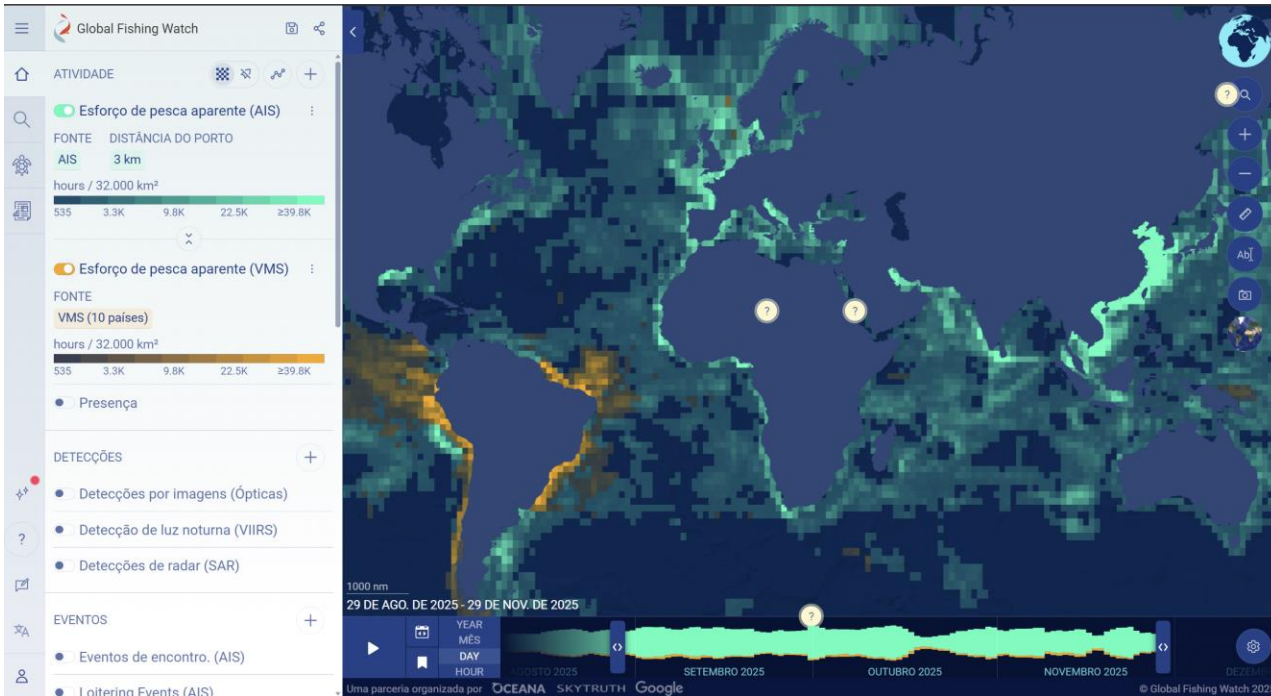 Global Fishing Watch
ATIVIDADE
Esforço de pesca aparente (AIS)
FONTE DISTÂNCIA DO PORTO
AIS 3 km
hours / 32.000 km²
535 3.3K 9.8K 22.5K ≥39.8K
Esforço de pesca aparente (VMS)
FONTE
VMS (10 países)
hours / 32.000 km²
535 3.3K 9.8K 22.5K ≥39.8K
Presença
DETECÇÕES
Detecções por imagens (Ópticas)
Detecção de luz noturna (VIIRS)
Detecções de radar (SAR)
EVENTOS
Eventos de encontro. (AIS)
Loitering Events (AIS)
?
?
? ?
Ab
1000 nm
29 DE AGO. DE 2025 - 29 DE NOV. DE 2025
?
YEAR
MÊS
DAY
HOUR
AGOSTO 2025 SETEMBRO 2025 OUTUBRO 2025 NOVEMBRO 2025
Uma parceria organizada por OCEANA SKYTRUTH Google
© Global Fishing Watch